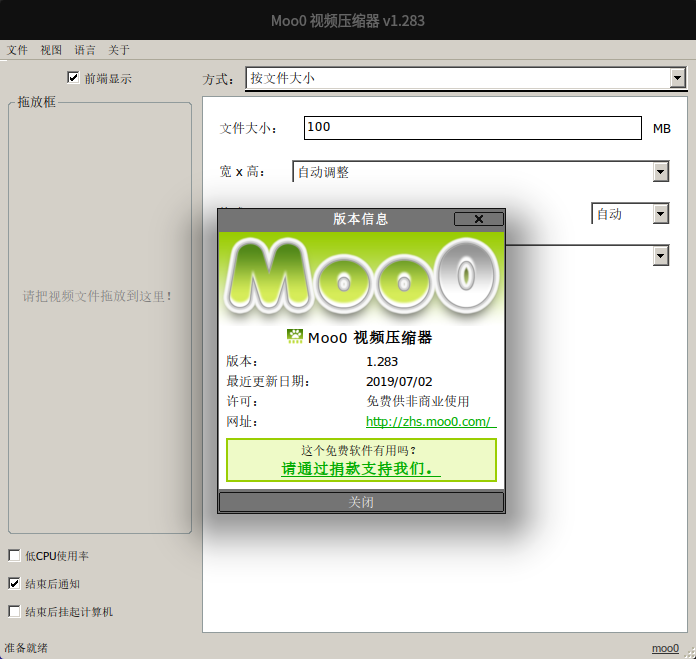 Moo0 视频压缩器 v1.283
文件 视图 语言 关于
前端显示
方式： 按文件大小
拖放框
文件大小： 100 MB
宽 x 高： 自动调整
自动
请把视频文件拖放到这里！
版本信息
Moo0
Moo0 视频压缩器
版本： 1.283
最近更新日期： 2019/07/02
许可： 免费供非商业使用
网址： http://zhs.moo0.com/
这个免费软件有用吗？
请通过捐款支持我们。
关闭
低CPU使用率
结束后通知
结束后挂起计算机
准备就绪 moo0